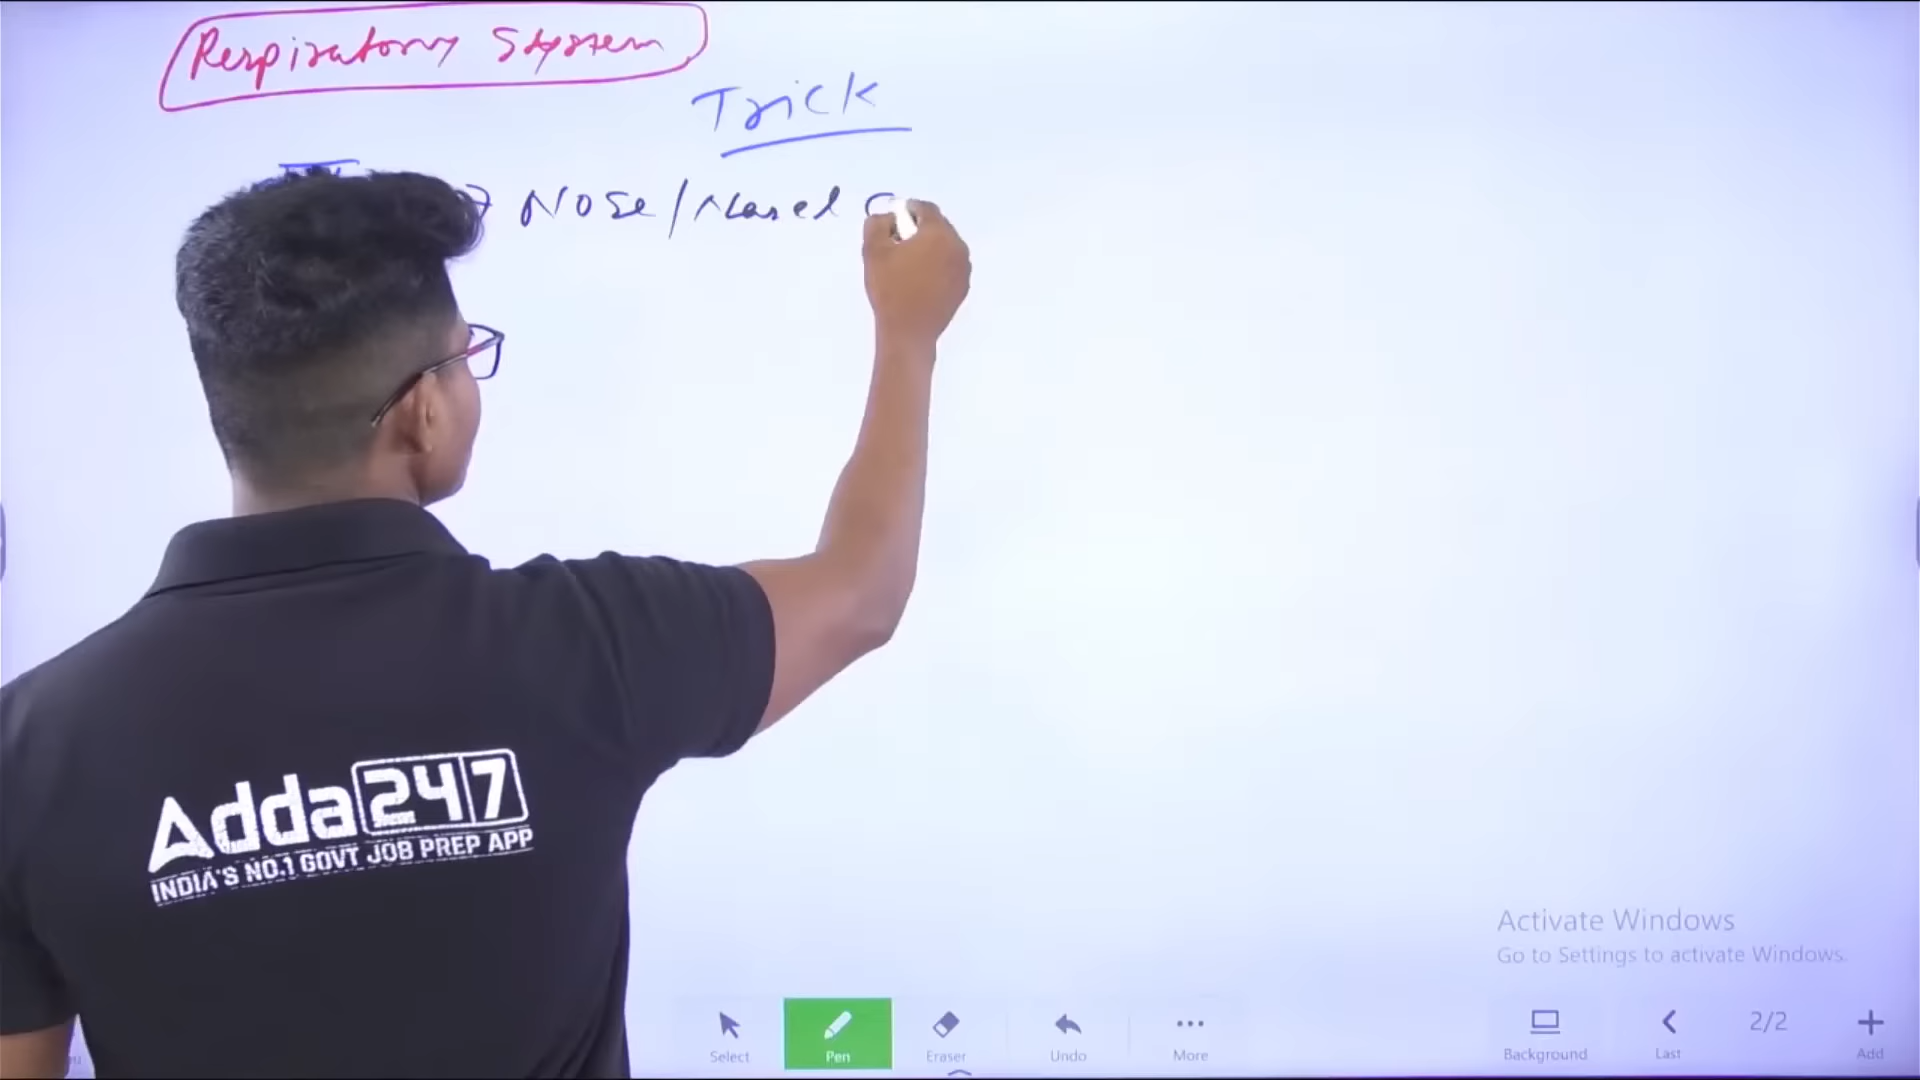 Respiratory System
Trick
→ Nose/Nasal C
Adda247
INDIA'S NO.1 GOVT JOB PREP APP
Activate Windows
Go to Settings to activate Windows.
Select
Pen
Eraser
Undo
More
Background
Last
2/2
Add